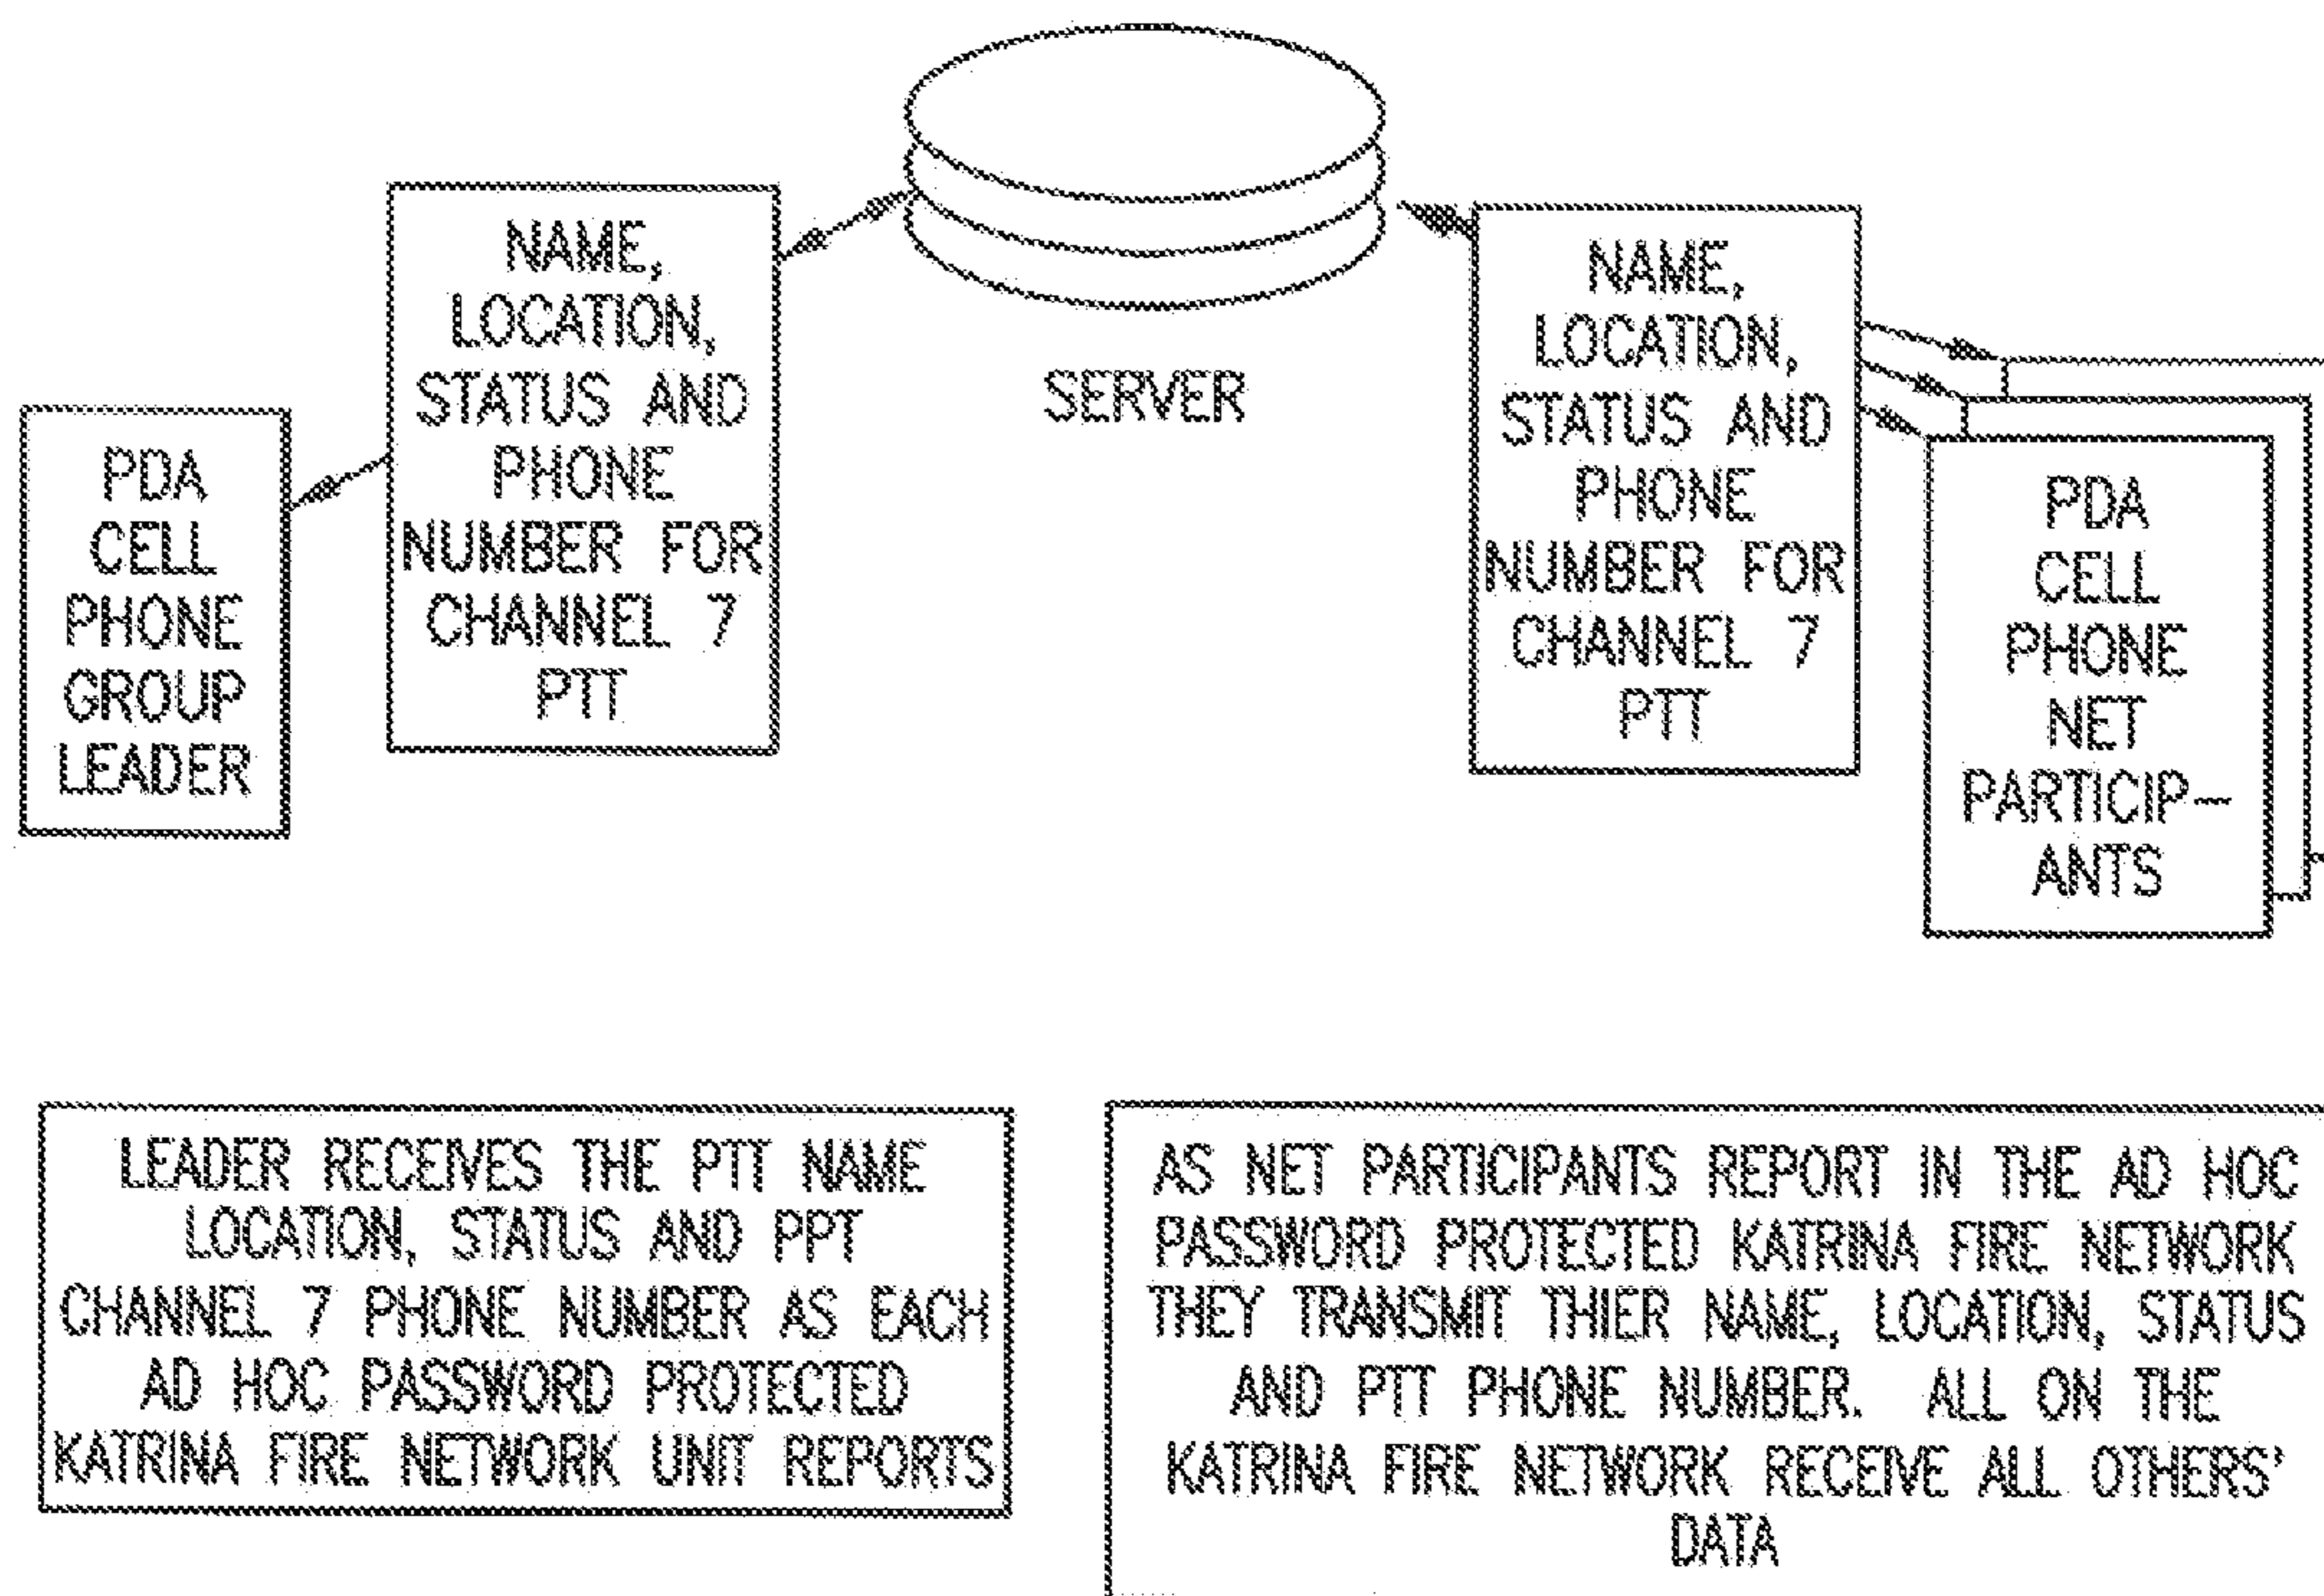 SERVER
PDA
CELL
PHONE
GROUP
LEADER
NAME,
LOCATION,
STATUS AND
PHONE
NUMBER FOR
CHANNEL 7
PTT
NAME,
LOCATION,
STATUS AND
PHONE
NUMBER FOR
CHANNEL 7
PTT
PDA
CELL
PHONE
NET
PARTICIP-
ANTS
LEADER RECEIVES THE PTT NAME
LOCATION, STATUS AND PPT
CHANNEL 7 PHONE NUMBER AS EACH
AD HOC PASSWORD PROTECTED
KATRINA FIRE NETWORK UNIT REPORTS
AS NET PARTICIPANTS REPORT IN THE AD HOC
PASSWORD PROTECTED KATRINA FIRE NETWORK
THEY TRANSMIT THIER NAME, LOCATION, STATUS
AND PTT PHONE NUMBER. ALL ON THE
KATRINA FIRE NETWORK RECEIVE ALL OTHERS'
DATA